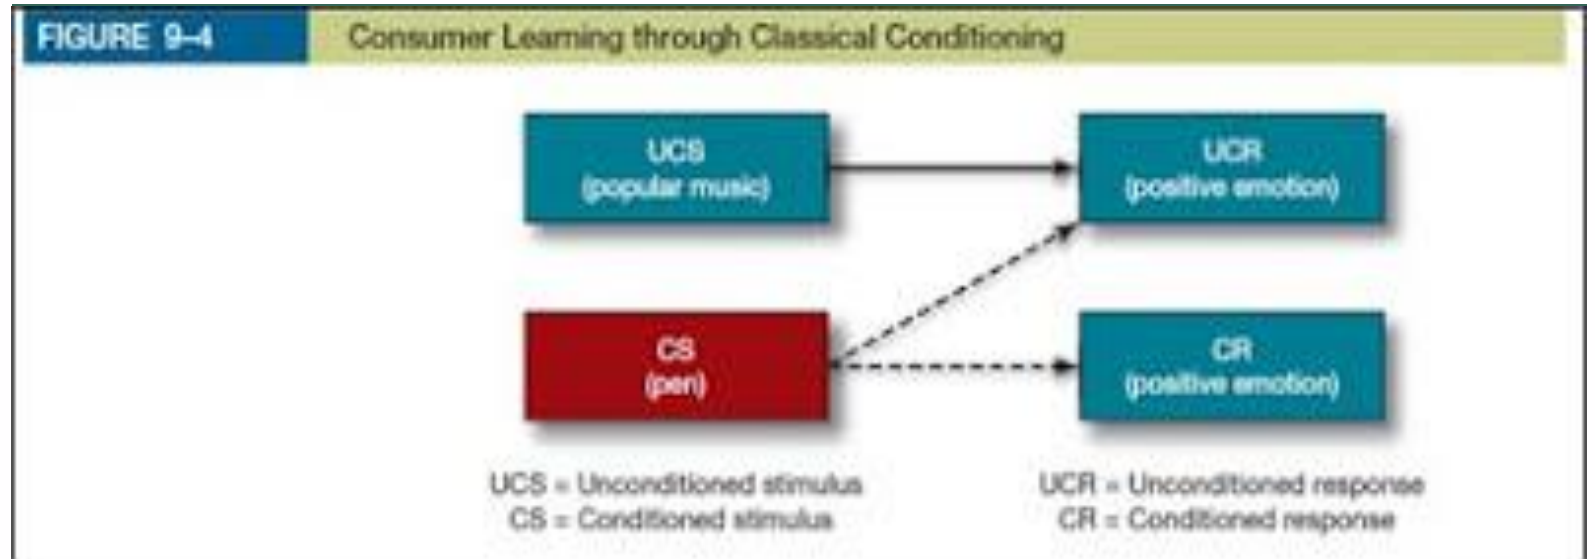 FIGURE 9–4
Consumer Learning through Classical Conditioning
UCS
(popular music)
UCR
(positive emotion)
CS
(pen)
CR
(positive emotion)
UCS = Unconditioned stimulus
CS = Conditioned stimulus
UCR = Unconditioned response
CR = Conditioned response